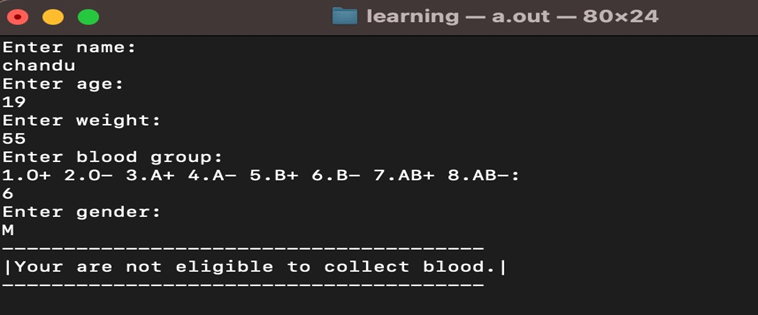 learning — a.out — 80×24
Enter name:
chandu
Enter age:
19
Enter weight:
55
Enter blood group:
1.O+ 2.O- 3.A+ 4.A- 5.B+ 6.B- 7.AB+ 8.AB-:
6
Enter gender:
M
---------------------------------------
|Your are not eligible to collect blood.|
---------------------------------------